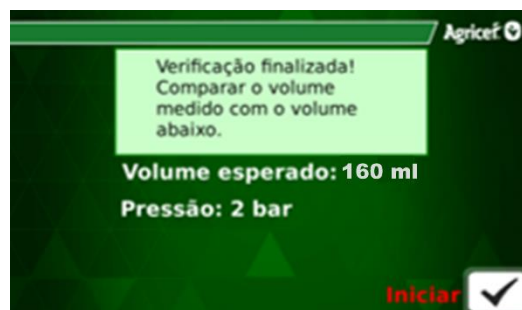 Agricef
Verificação finalizada!
Comparar o volume
medido com o volume
abaixo.
Volume esperado: 160 ml
Pressão: 2 bar
Iniciar